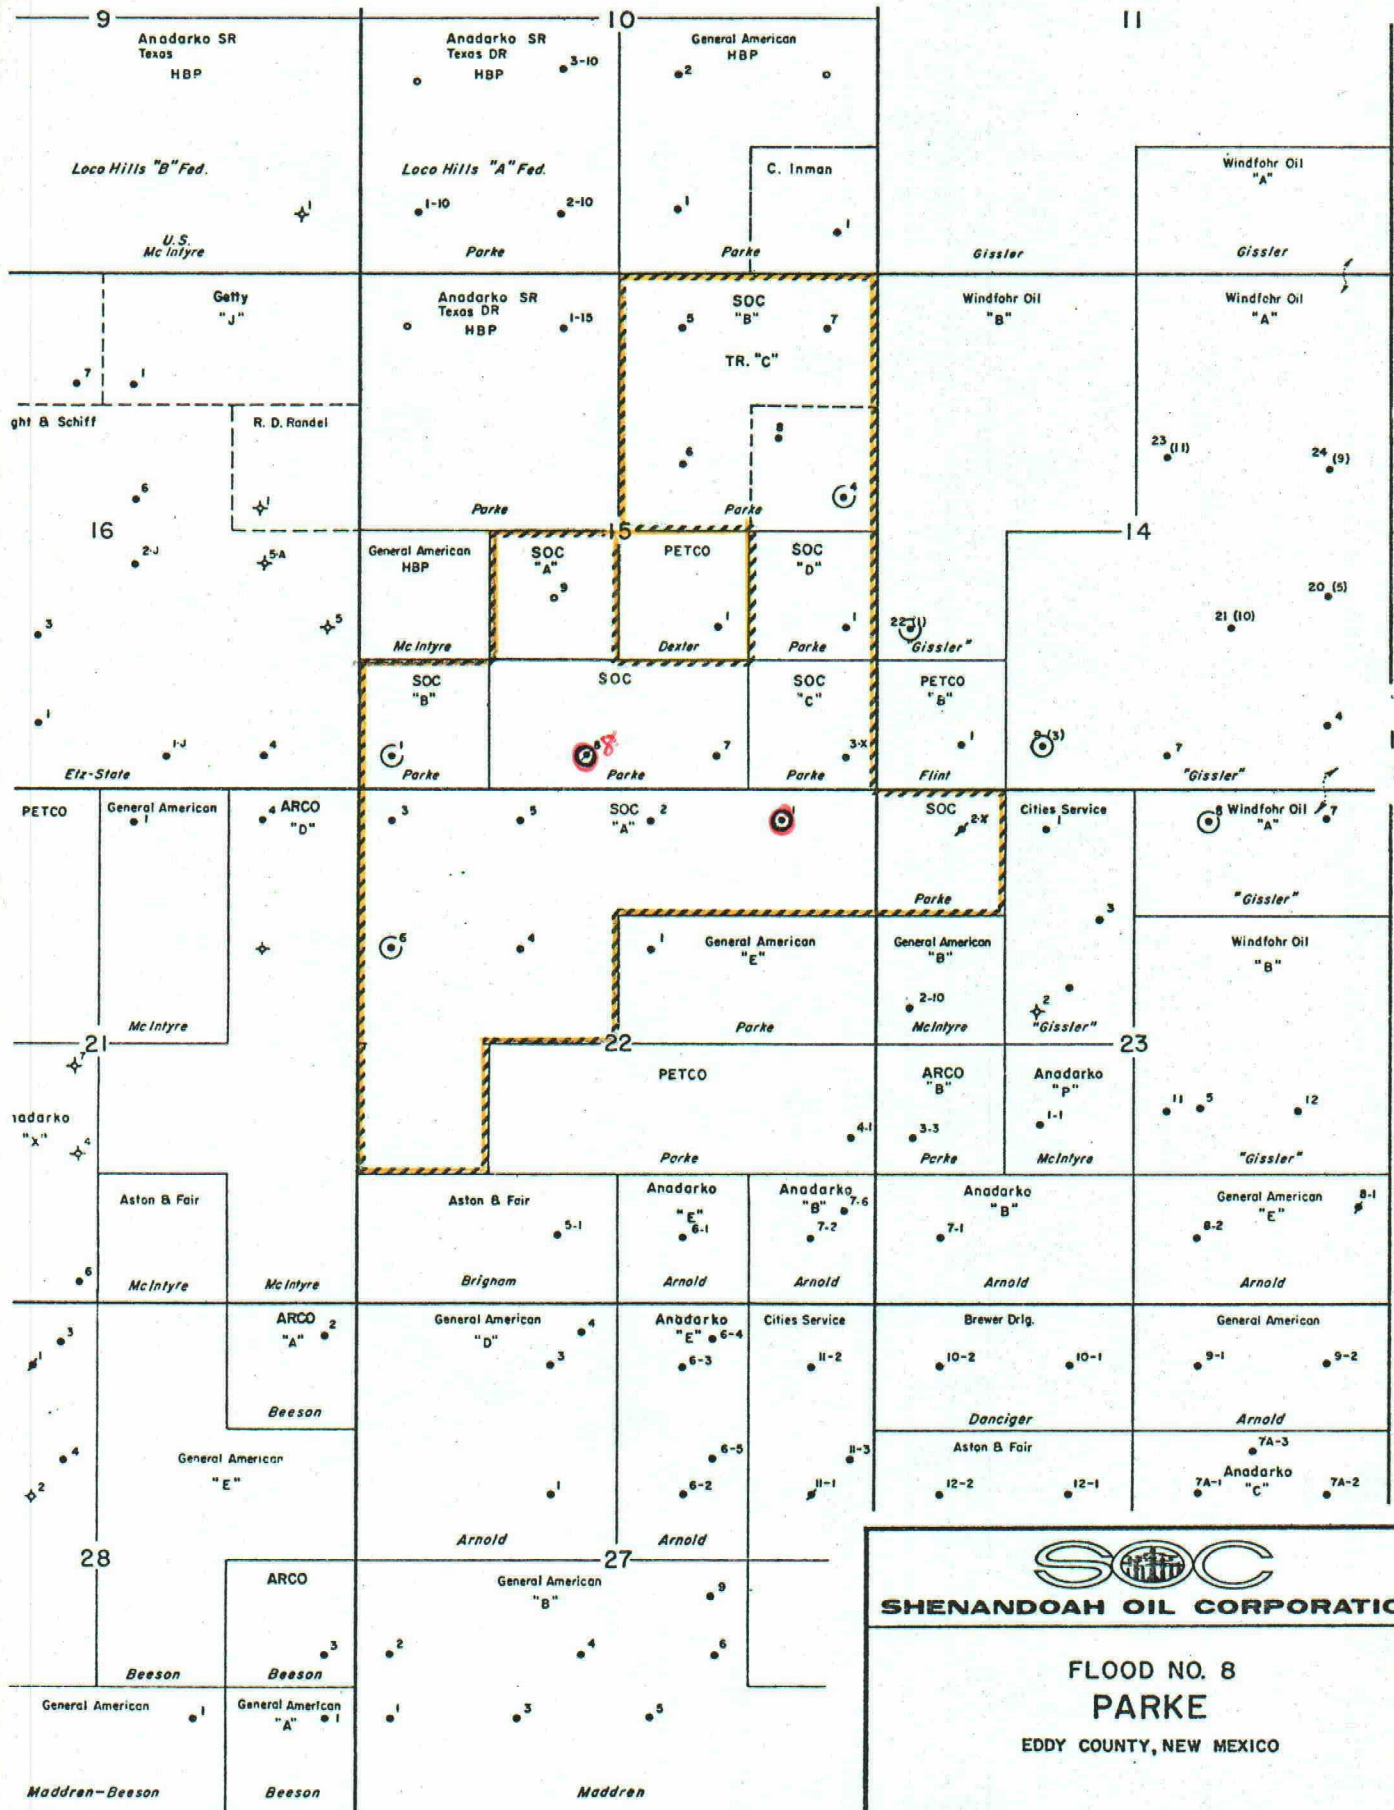 9
10
11
Anadarko SR
Texas
HBP
Loco Hills "B" Fed.
1
U.S.
McIntyre
Anadarko SR
Texas DR
HBP
3-10
Loco Hills "A" Fed.
1-10
2-10
Parke
General American
HBP
2
1
Parke
C. Inman
1
Gissler
Windfohr Oil
"A"
Gissler
Getty
"J"
7
1
ght & Schiff
R. D. Randel
6
1
16
2-J
5-A
5
3
1
1-J
4
Etz-State
Anadarko SR
Texas DR
HBP
1-15
Parke
SOC
"B"
5
7
TR. "C"
8
6
4
Parke
15
General American
HBP
McIntyre
SOC
"A"
9
PETCO
1
Dexter
SOC
"D"
1
Parke
SOC
"B"
1
Parke
SOC
8
8
7
Parke
SOC
"C"
3-X
Parke
Windfohr Oil
"B"
22 (1)
"Gissler"
Windfohr Oil
"A"
23 (11)
24 (9)
14
20 (5)
21 (10)
4
9 (3)
7
"Gissler"
PETCO
"B"
1
Flint
PETCO
General American
1
McIntyre
4
ARCO
"D"
3
5
SOC
"A"
2
1
6
4
SOC
2-X
Parke
Cities Service
1
3
2
"Gissler"
8
Windfohr Oil
"A"
7
"Gissler"
1
General American
"E"
Parke
General American
"B"
2-10
McIntyre
Windfohr Oil
"B"
21
22
23
7
nadarko
"X"
4
6
PETCO
4-1
Parke
ARCO
"B"
3-3
Parke
Anadarko
"P"
1-1
McIntyre
11
5
12
"Gissler"
Aston & Fair
McIntyre
McIntyre
Aston & Fair
5-1
Brigham
Anadarko
"E"
6-1
Arnold
Anadarko
"B"
7-6
7-2
Arnold
Anadarko
"B"
7-1
Arnold
General American
"E"
8-1
8-2
Arnold
3
1
4
2
ARCO
"A"
2
Beeson
General American
"E"
General American
"D"
4
3
1
Arnold
Anadarko
"E"
6-4
6-3
6-5
6-2
Arnold
Cities Service
11-2
11-3
11-1
Brewer Drlg.
10-2
10-1
Danciger
General American
9-1
9-2
Arnold
Aston & Fair
12-2
12-1
7A-3
Anadarko
"C"
7A-1
7A-2
28
27
ARCO
3
Beeson
Beeson
General American
"B"
9
2
4
6
General American
1
Maddren-Beeson
General American
"A"
1
Beeson
1
3
5
Maddren
SOC
SHENANDOAH OIL CORPORATIO
FLOOD NO. 8
PARKE
EDDY COUNTY, NEW MEXICO